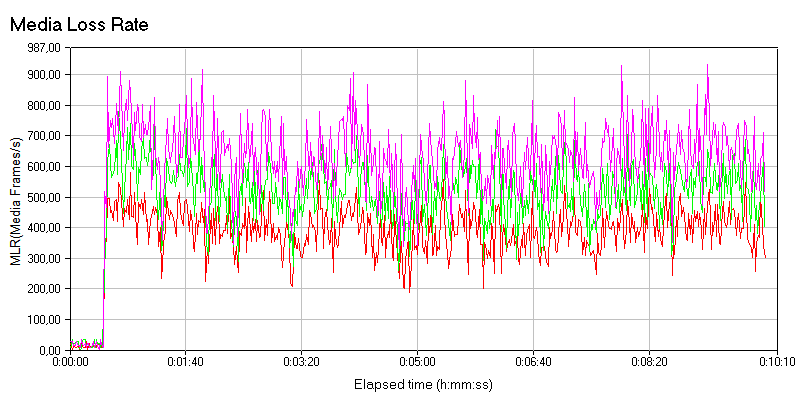 Media Loss Rate
987,00
900,00
800,00
700,00
600,00
500,00
400,00
300,00
200,00
100,00
0,00
MLR(Media Frames/s)
0:00:00 0:01:40 0:03:20 0:05:00 0:06:40 0:08:20 0:10:10
Elapsed time (h:mm:ss)